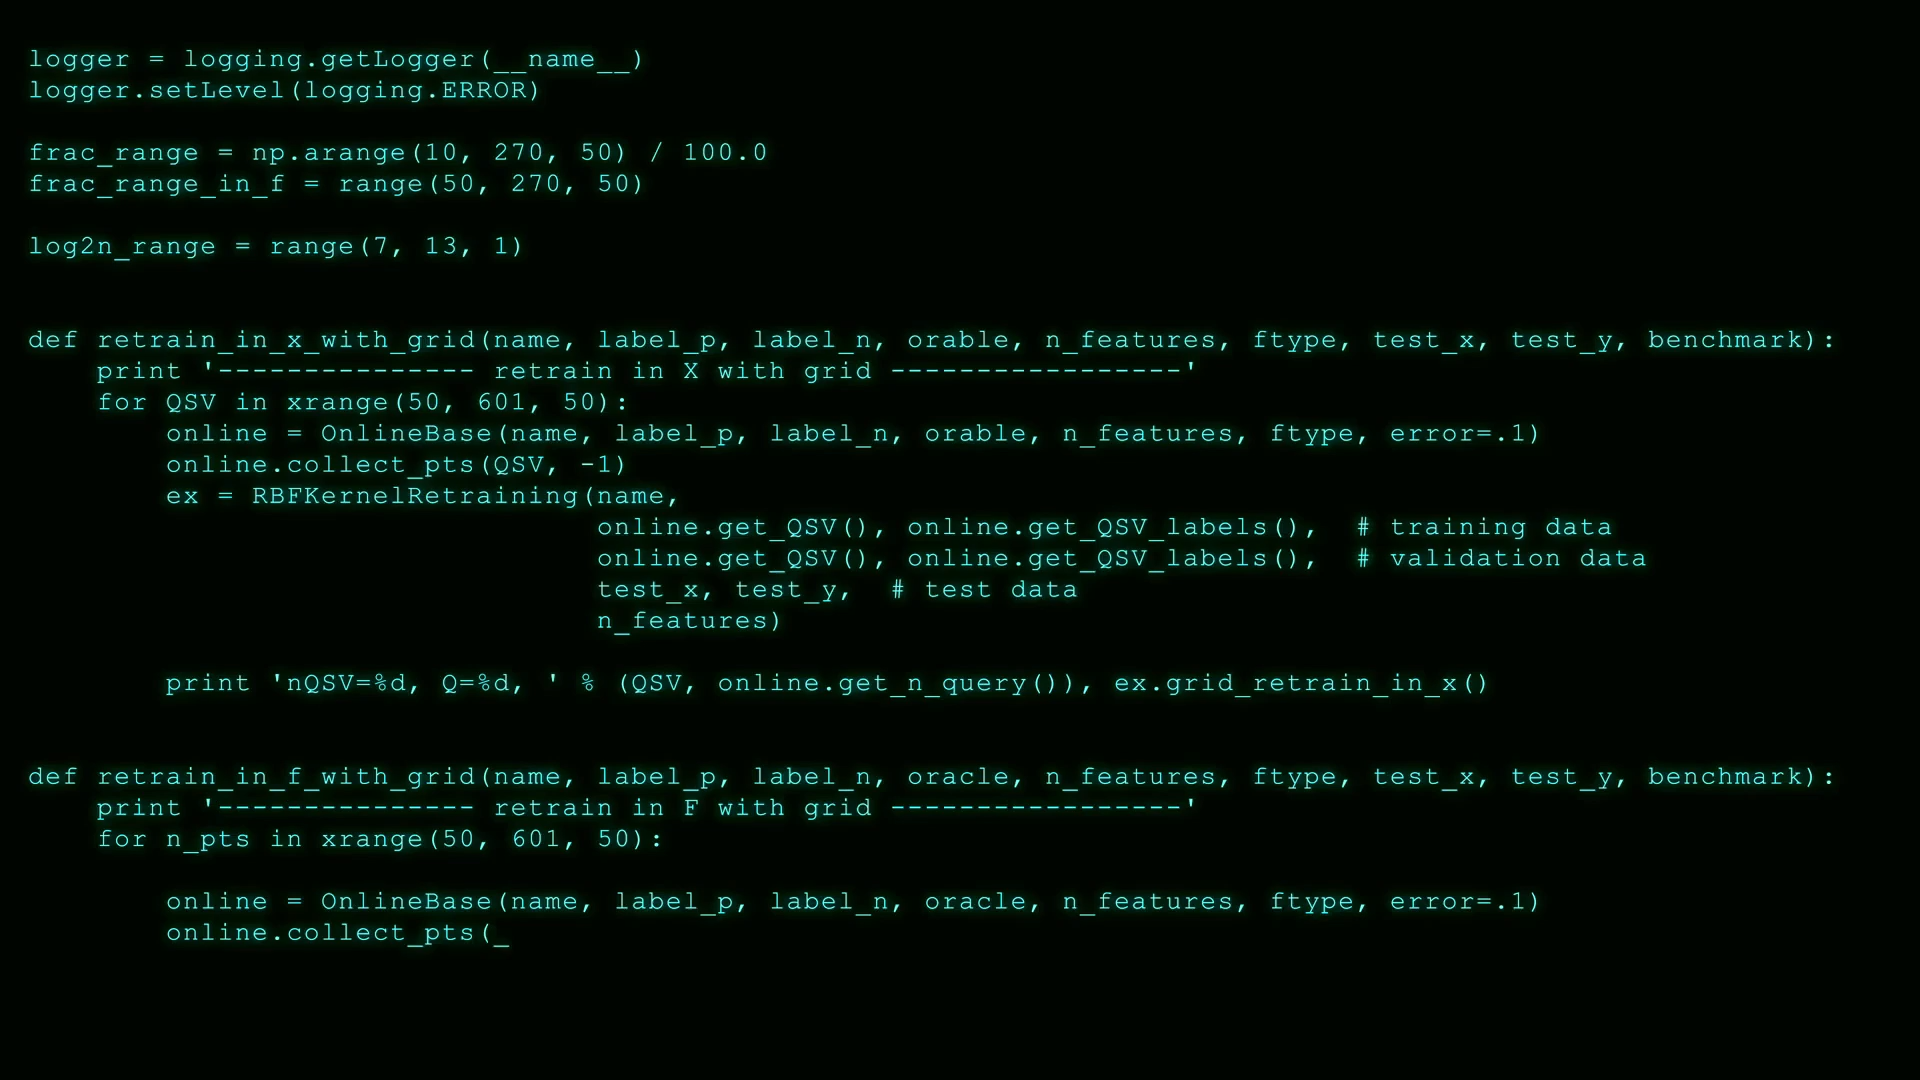 logger = logging.getLogger(__name__)
logger.setLevel(logging.ERROR)
frac_range = np.arange(10, 270, 50) / 100.0
frac_range_in_f = range(50, 270, 50)
log2n_range = range(7, 13, 1)
def retrain_in_x_with_grid(name, label_p, label_n, orable, n_features, ftype, test_x, test_y, benchmark):
    print '--------------- retrain in X with grid -----------------'
    for QSV in xrange(50, 601, 50):
        online = OnlineBase(name, label_p, label_n, orable, n_features, ftype, error=.1)
        online.collect_pts(QSV, -1)
        ex = RBFKernelRetraining(name,
                                 online.get_QSV(), online.get_QSV_labels(),  # training data
                                 online.get_QSV(), online.get_QSV_labels(),  # validation data
                                 test_x, test_y,  # test data
                                 n_features)
        print 'nQSV=%d, Q=%d, ' % (QSV, online.get_n_query()), ex.grid_retrain_in_x()
def retrain_in_f_with_grid(name, label_p, label_n, oracle, n_features, ftype, test_x, test_y, benchmark):
    print '--------------- retrain in F with grid -----------------'
    for n_pts in xrange(50, 601, 50):
        online = OnlineBase(name, label_p, label_n, oracle, n_features, ftype, error=.1)
        online.collect_pts(_